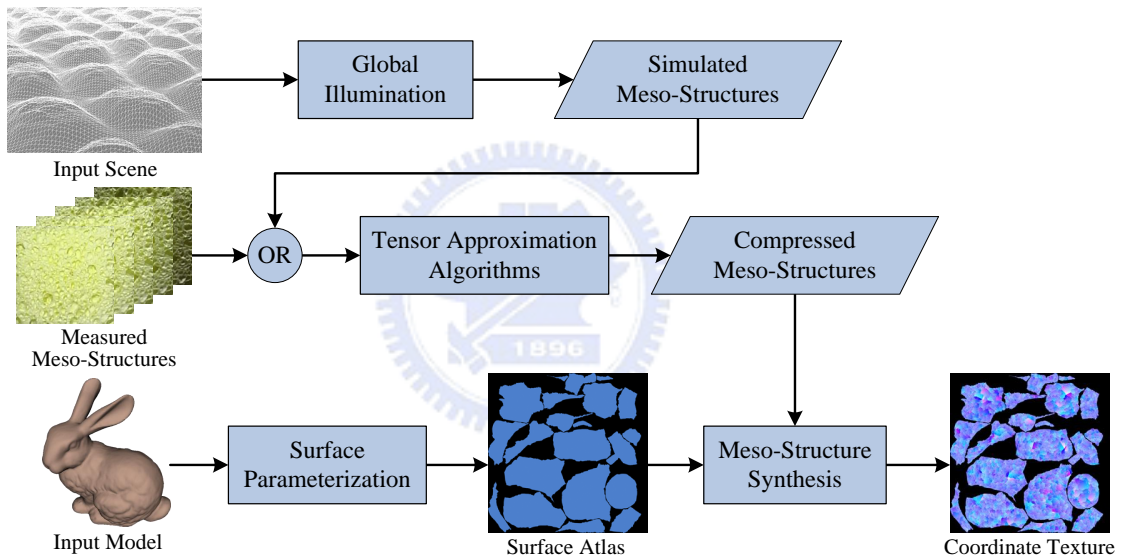 Global
Illumination
Simulated
Meso-Structures
Input Scene
OR
Tensor Approximation
Algorithms
Compressed
Meso-Structures
Measured
Meso-Structures
1896
Surface
Parameterization
Meso-Structure
Synthesis
Input Model
Surface Atlas
Coordinate Texture